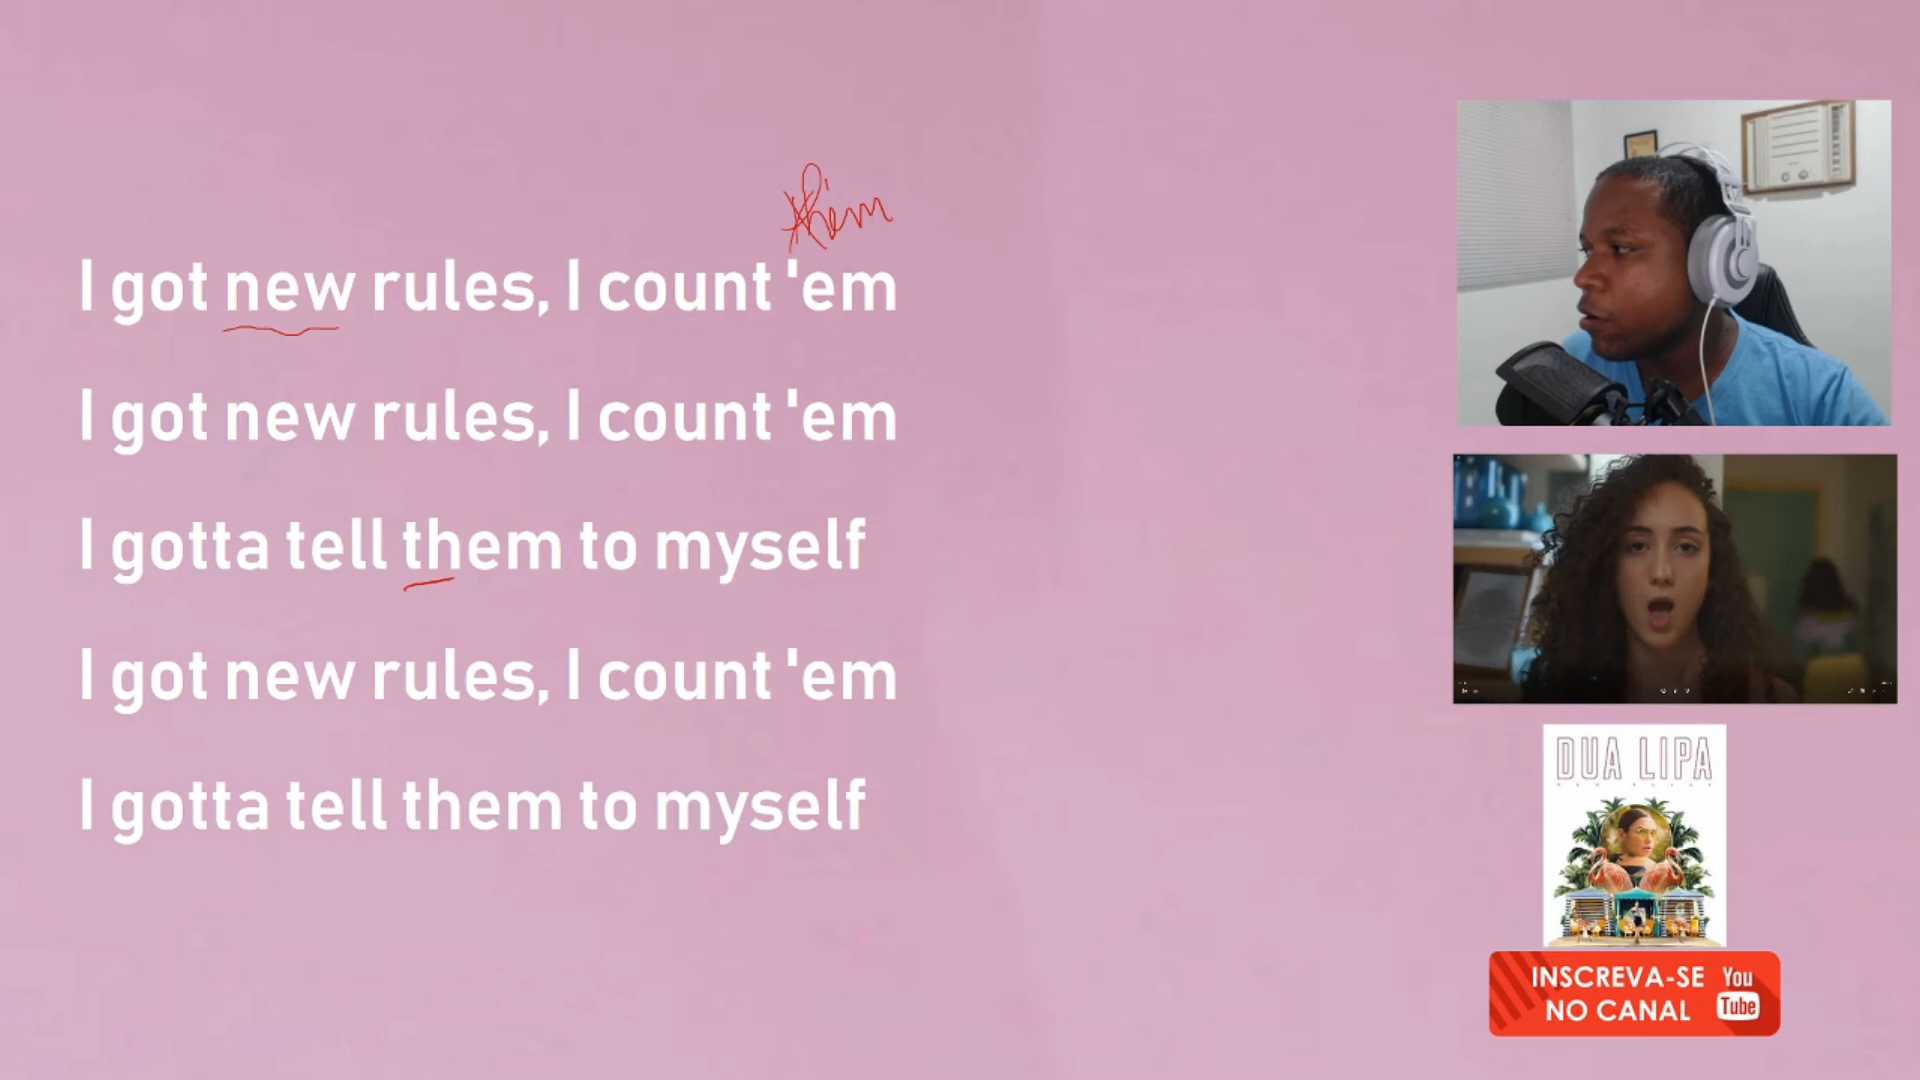 them
I got new rules, I count 'em
I got new rules, I count 'em
I gotta tell them to myself
I got new rules, I count 'em
I gotta tell them to myself
DUA LIPA
INSCREVA-SE
NO CANAL
You
Tube